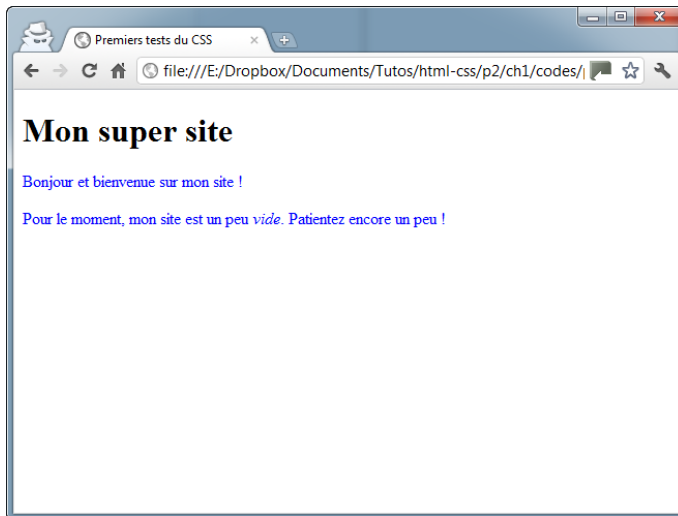 Premiers tests du CSS
file:///E:/Dropbox/Documents/Tutos/html-css/p2/ch1/codes/
Mon super site
Bonjour et bienvenue sur mon site !
Pour le moment, mon site est un peu vide. Patientez encore un peu !